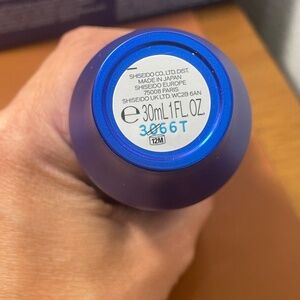 SHISEIDO CO., LTD. DIST.
MADE IN JAPAN
SHISEIDO EUROPE
75008 PARIS
SHISEIDO UK LTD. WC2B 6AN
℮ 30mL 1 FL.OZ
3066T
12M